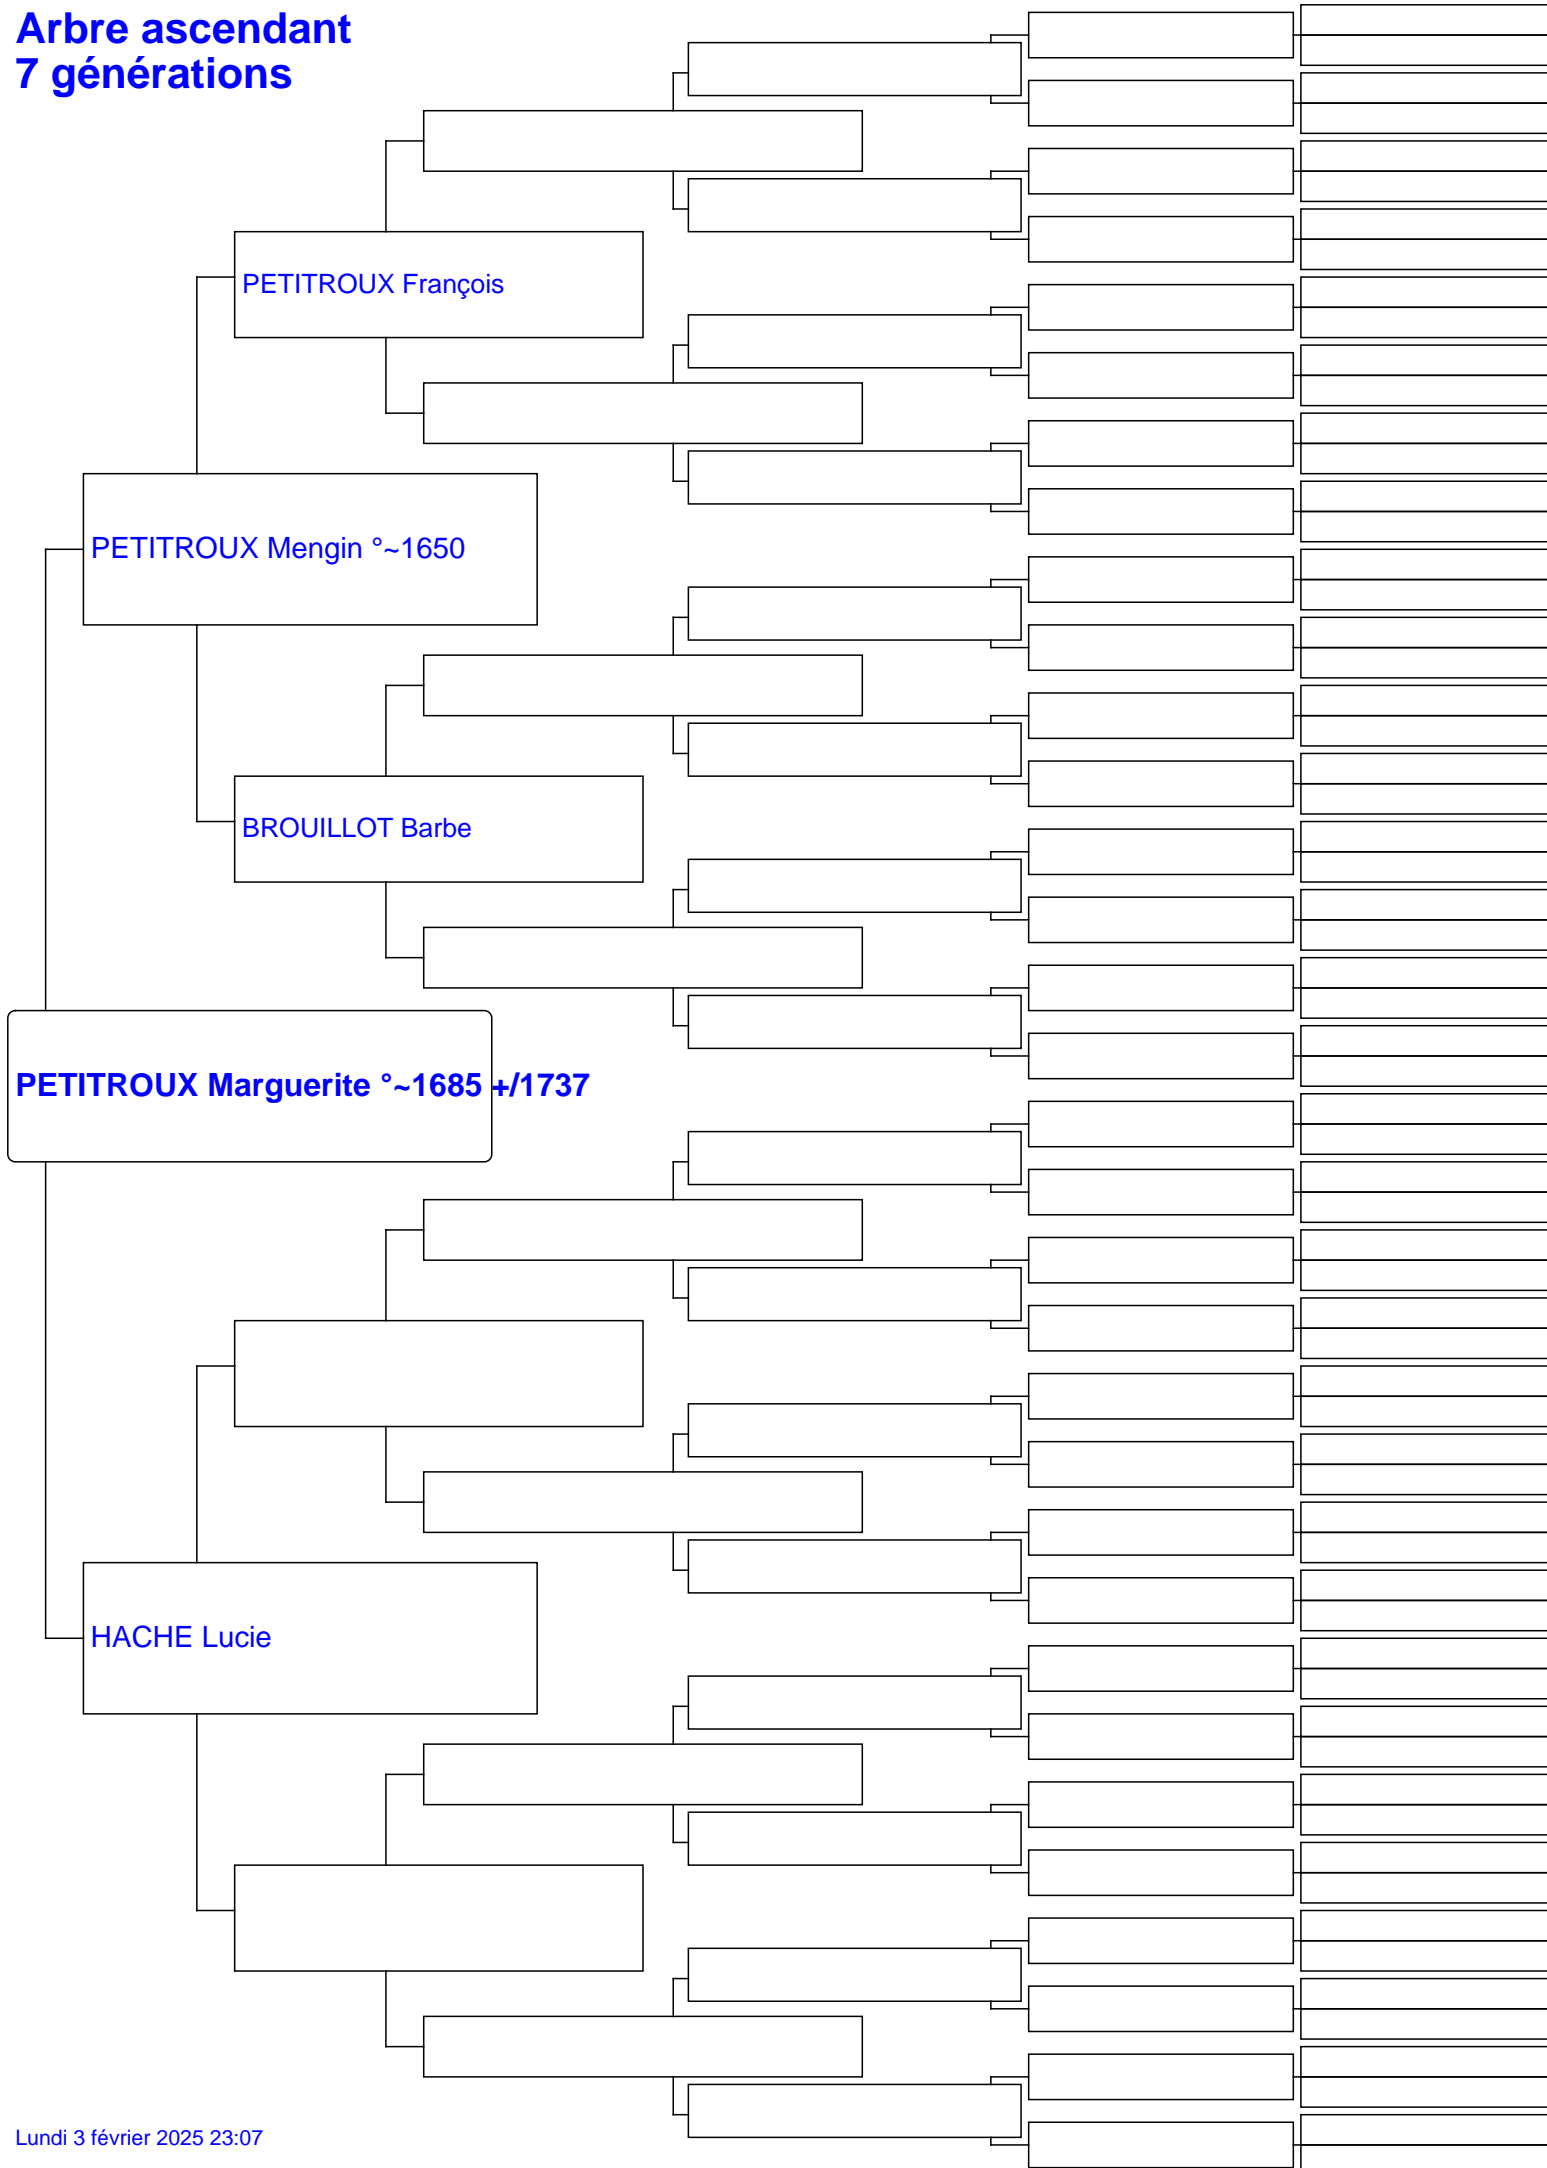 Arbre ascendant
7 générations
PETITROUX François
PETITROUX Mengin °~1650
BROUILLOT Barbe
PETITROUX Marguerite °~1685 +/1737
HACHE Lucie
Lundi 3 février 2025 23:07